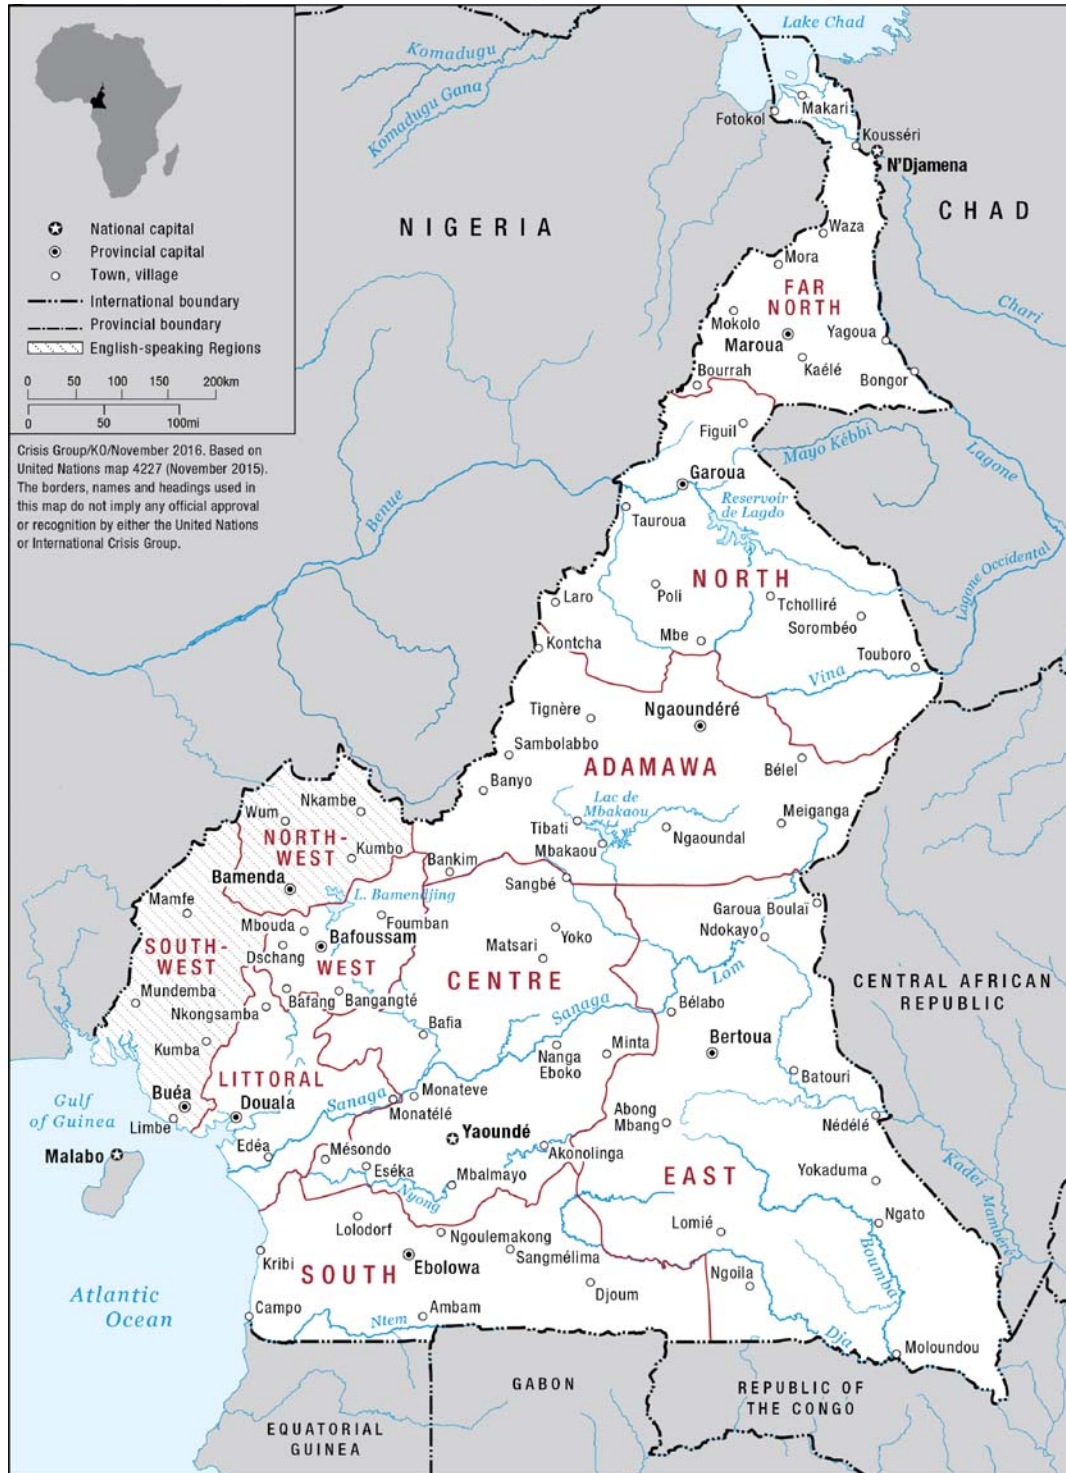 National capital
Provincial capital
Town, village
International boundary
Provincial boundary
English-speaking Regions
0 50 100 150 200km
0 50 100mi
Crisis Group/KO/November 2016. Based on
United Nations map 4227 (November 2015).
The borders, names and headings used in
this map do not imply any official approval
or recognition by either the United Nations
or International Crisis Group.
Lake Chad
Komadugu
Komadugu Gana
Makari
Fotokol
Kousséri
N'Djamena
NIGERIA
CHAD
Waza
Mora
FAR
NORTH
Chari
Mokolo
Maroua
Yagoua
Kaélé
Bourrah
Bongor
Figuil
Mayo Kébbi
Lagone
Garoua
Reservoir
de Lagdo
Benue
Tauroua
Lagone Occidental
NORTH
Poli
Tcholliré
Laro
Sorombéo
Mbe
Kontcha
Touboro
Vina
Tignère
Ngaoundéré
Sambolabbo
ADAMAWA
Bélel
Banyo
Lac de
Mbakaou
Meiganga
Tibati
Ngaoundal
Mbakaou
Nkambe
Wum
NORTH-
WEST
Kumbo
Bankim
Bamenda
Sangbé
L. Bamendjing
Mamfe
Foumban
Garoua Boulaï
Mbouda
Ndokayo
Bafoussam
Yoko
SOUTH-
WEST
Dschang
WEST
Matsari
CENTRE
Lom
CENTRAL AFRICAN
REPUBLIC
Mundemba
Bafang
Bangangté
Sanaga
Bélabo
Nkongsamba
Bafia
Kumba
Nanga
Eboko
Minta
Bertoua
LITTORAL
Batouri
Buéa
Douala
Sanaga
Monateve
Monatélé
Abong
Mbang
Nédélé
Gulf
of Guinea
Limbe
Malabo
Edéa
Yaoundé
Akonolinga
Mésondo
Eséka
Mbalmayo
Nyong
EAST
Yokaduma
Kadei
Mambéré
Lolodorf
Ngoulemakong
Lomié
Ngato
Kribi
Ebolowa
Sangmélima
SOUTH
Ngoila
Boumba
Djoum
Atlantic
Ocean
Campo
Ntem
Ambam
Dja
Moloundou
EQUATORIAL
GUINEA
GABON
REPUBLIC OF
THE CONGO